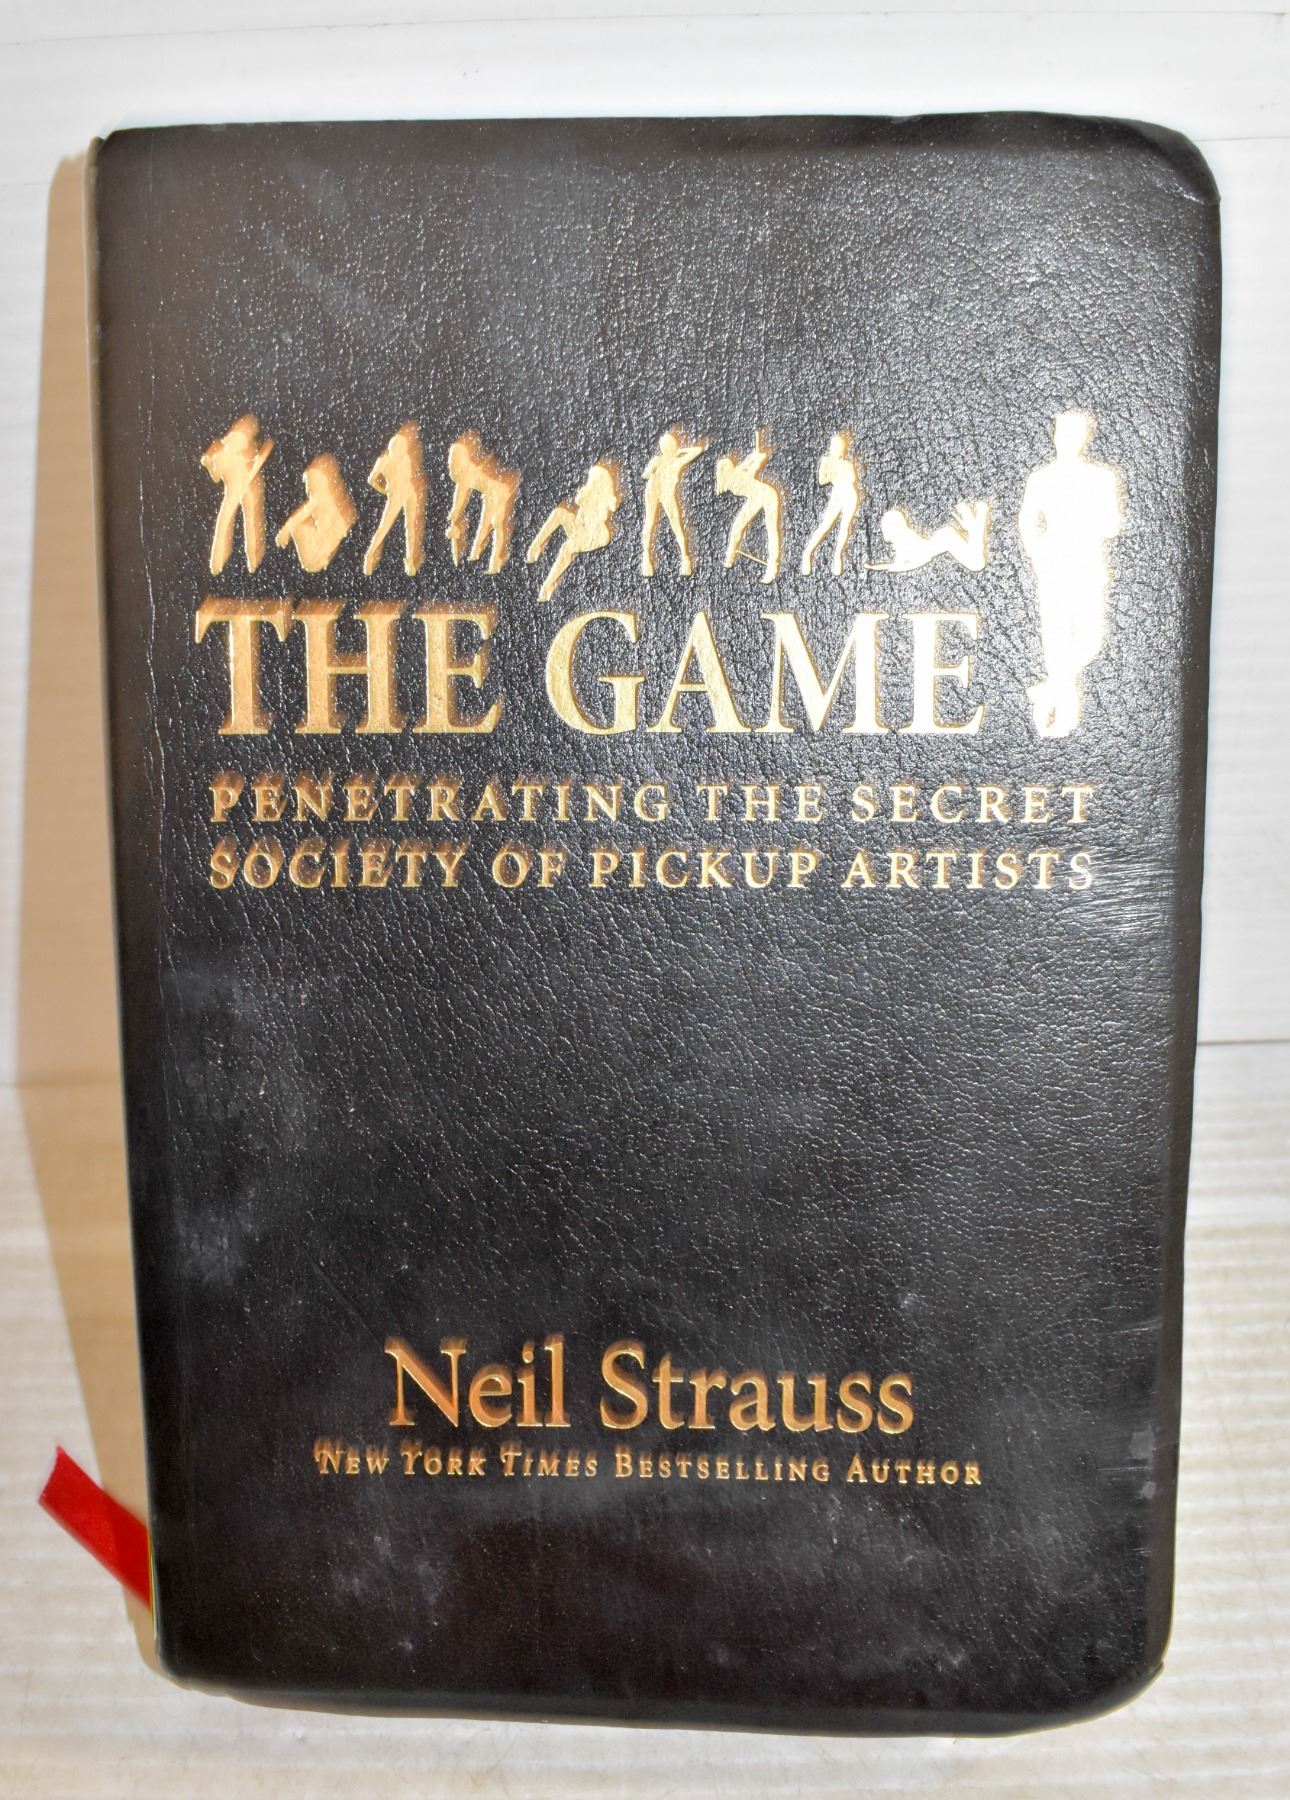 THE GAME
PENETRATING THE SECRET
SOCIETY OF PICKUP ARTISTS
Neil Strauss
NEW YORK TIMES BESTSELLING AUTHOR